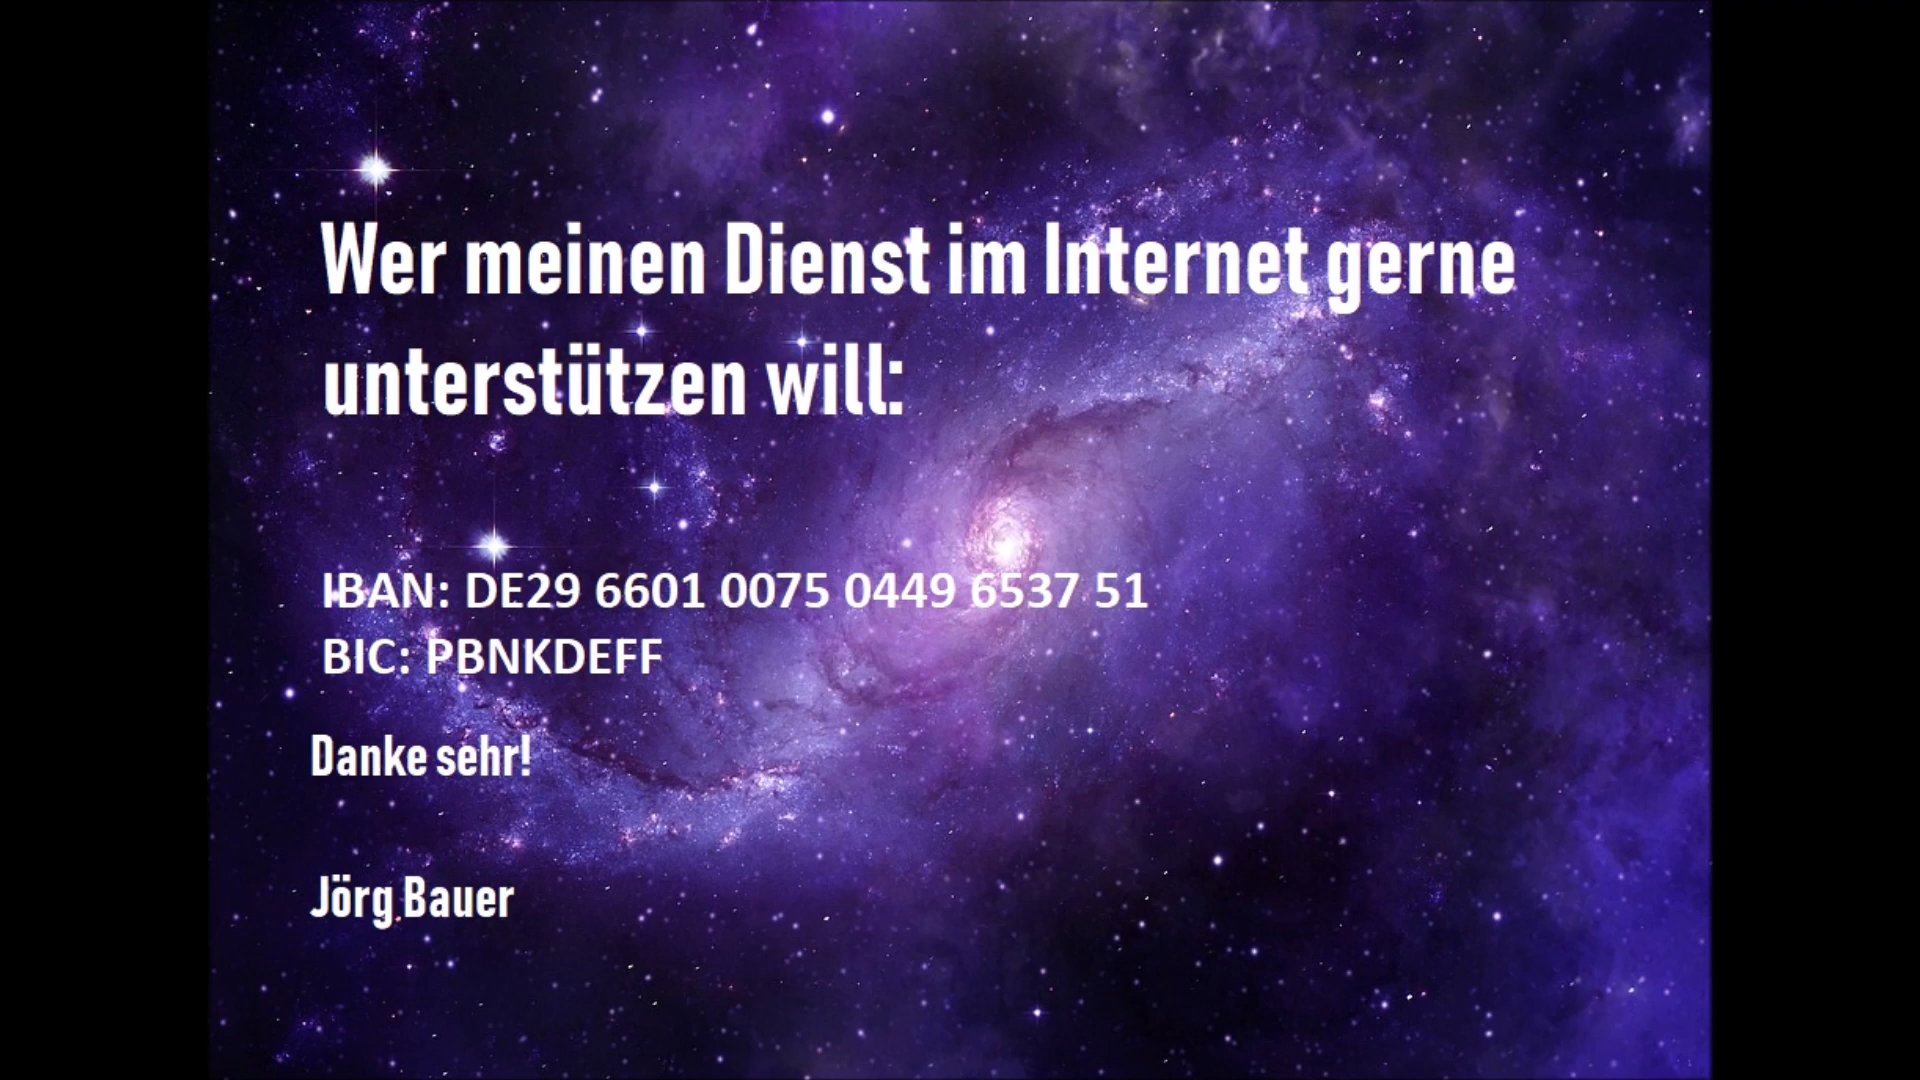 Wer meinen Dienst im Internet gerne
unterstützen will:
IBAN: DE29 6601 0075 0449 6537 51
BIC: PBNKDEFF
Danke sehr!
Jörg Bauer